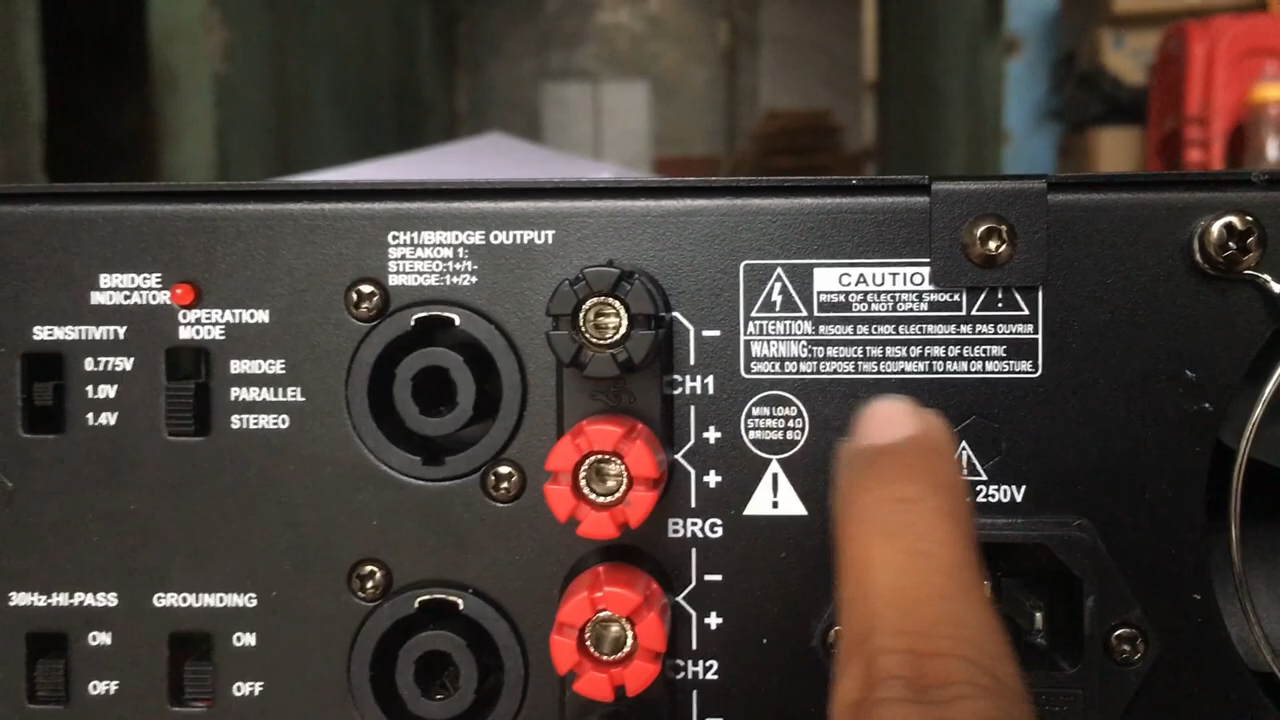 CH1/BRIDGE OUTPUT
SPEAKON 1:
STEREO:1+/1-
BRIDGE:1+/2+
BRIDGE
INDICATOR
OPERATION
MODE
SENSITIVITY
0.775V
1.0V
1.4V
BRIDGE
PARALLEL
STEREO
30Hz-HI-PASS
ON
OFF
GROUNDING
ON
OFF
−
CH1
+
+
BRG
−
+
CH2
−
CAUTIO
RISK OF ELECTRIC SHOCK
DO NOT OPEN
ATTENTION: RISQUE DE CHOC ELECTRIQUE-NE PAS OUVRIR
WARNING: TO REDUCE THE RISK OF FIRE OF ELECTRIC
SHOCK. DO NOT EXPOSE THIS EQUPMENT TO RAIN OR MOISTURE.
MIN LOAD
STEREO 4Ω
BRIDGE 8Ω
250V